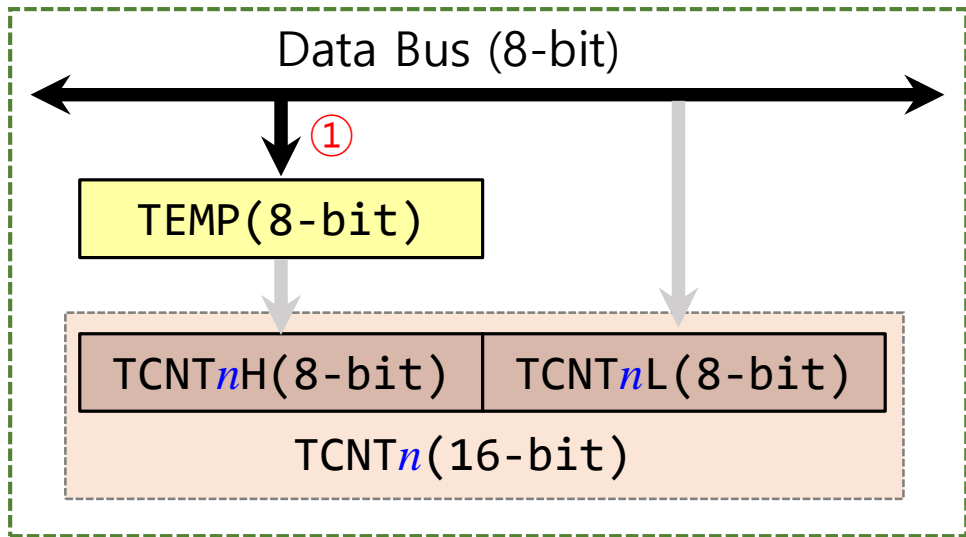 Data Bus (8-bit)
①
TEMP(8-bit)
TCNTnH(8-bit) TCNTnL(8-bit)
TCNTn(16-bit)